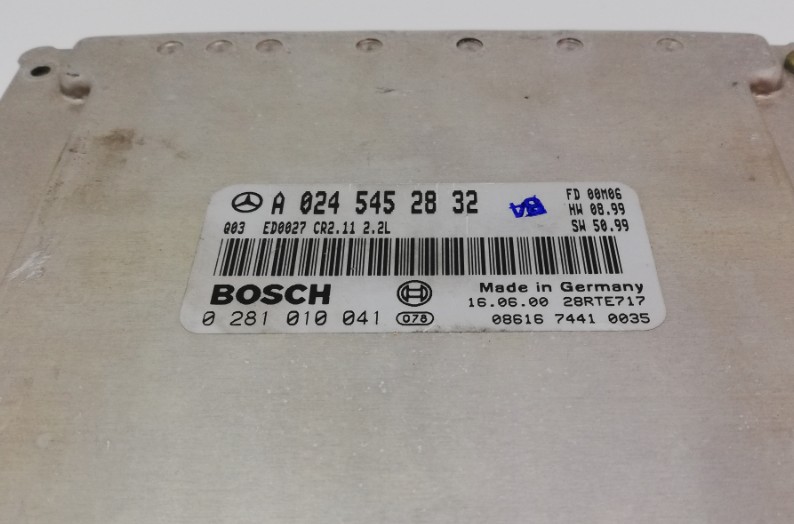 A 024 545 28 32
FD 00M06
HW 08.99
Q03 ED0027 CR2.11 2.2L
SW 50.99
BOSCH
Made in Germany
16.06.00 28RTE717
0 281 010 041 078
08616 7441 0035